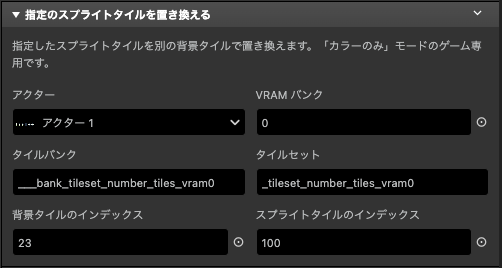 指定のスプライトタイルを置き換える
指定したスプライトタイルを別の背景タイルで置き換えます。「カラーのみ」モードのゲーム専
用です。
アクター VRAM バンク
アクター 1 0
タイルバンク タイルセット
___bank_tileset_number_tiles_vram0 _tileset_number_tiles_vram0
背景タイルのインデックス スプライトタイルのインデックス
23 100